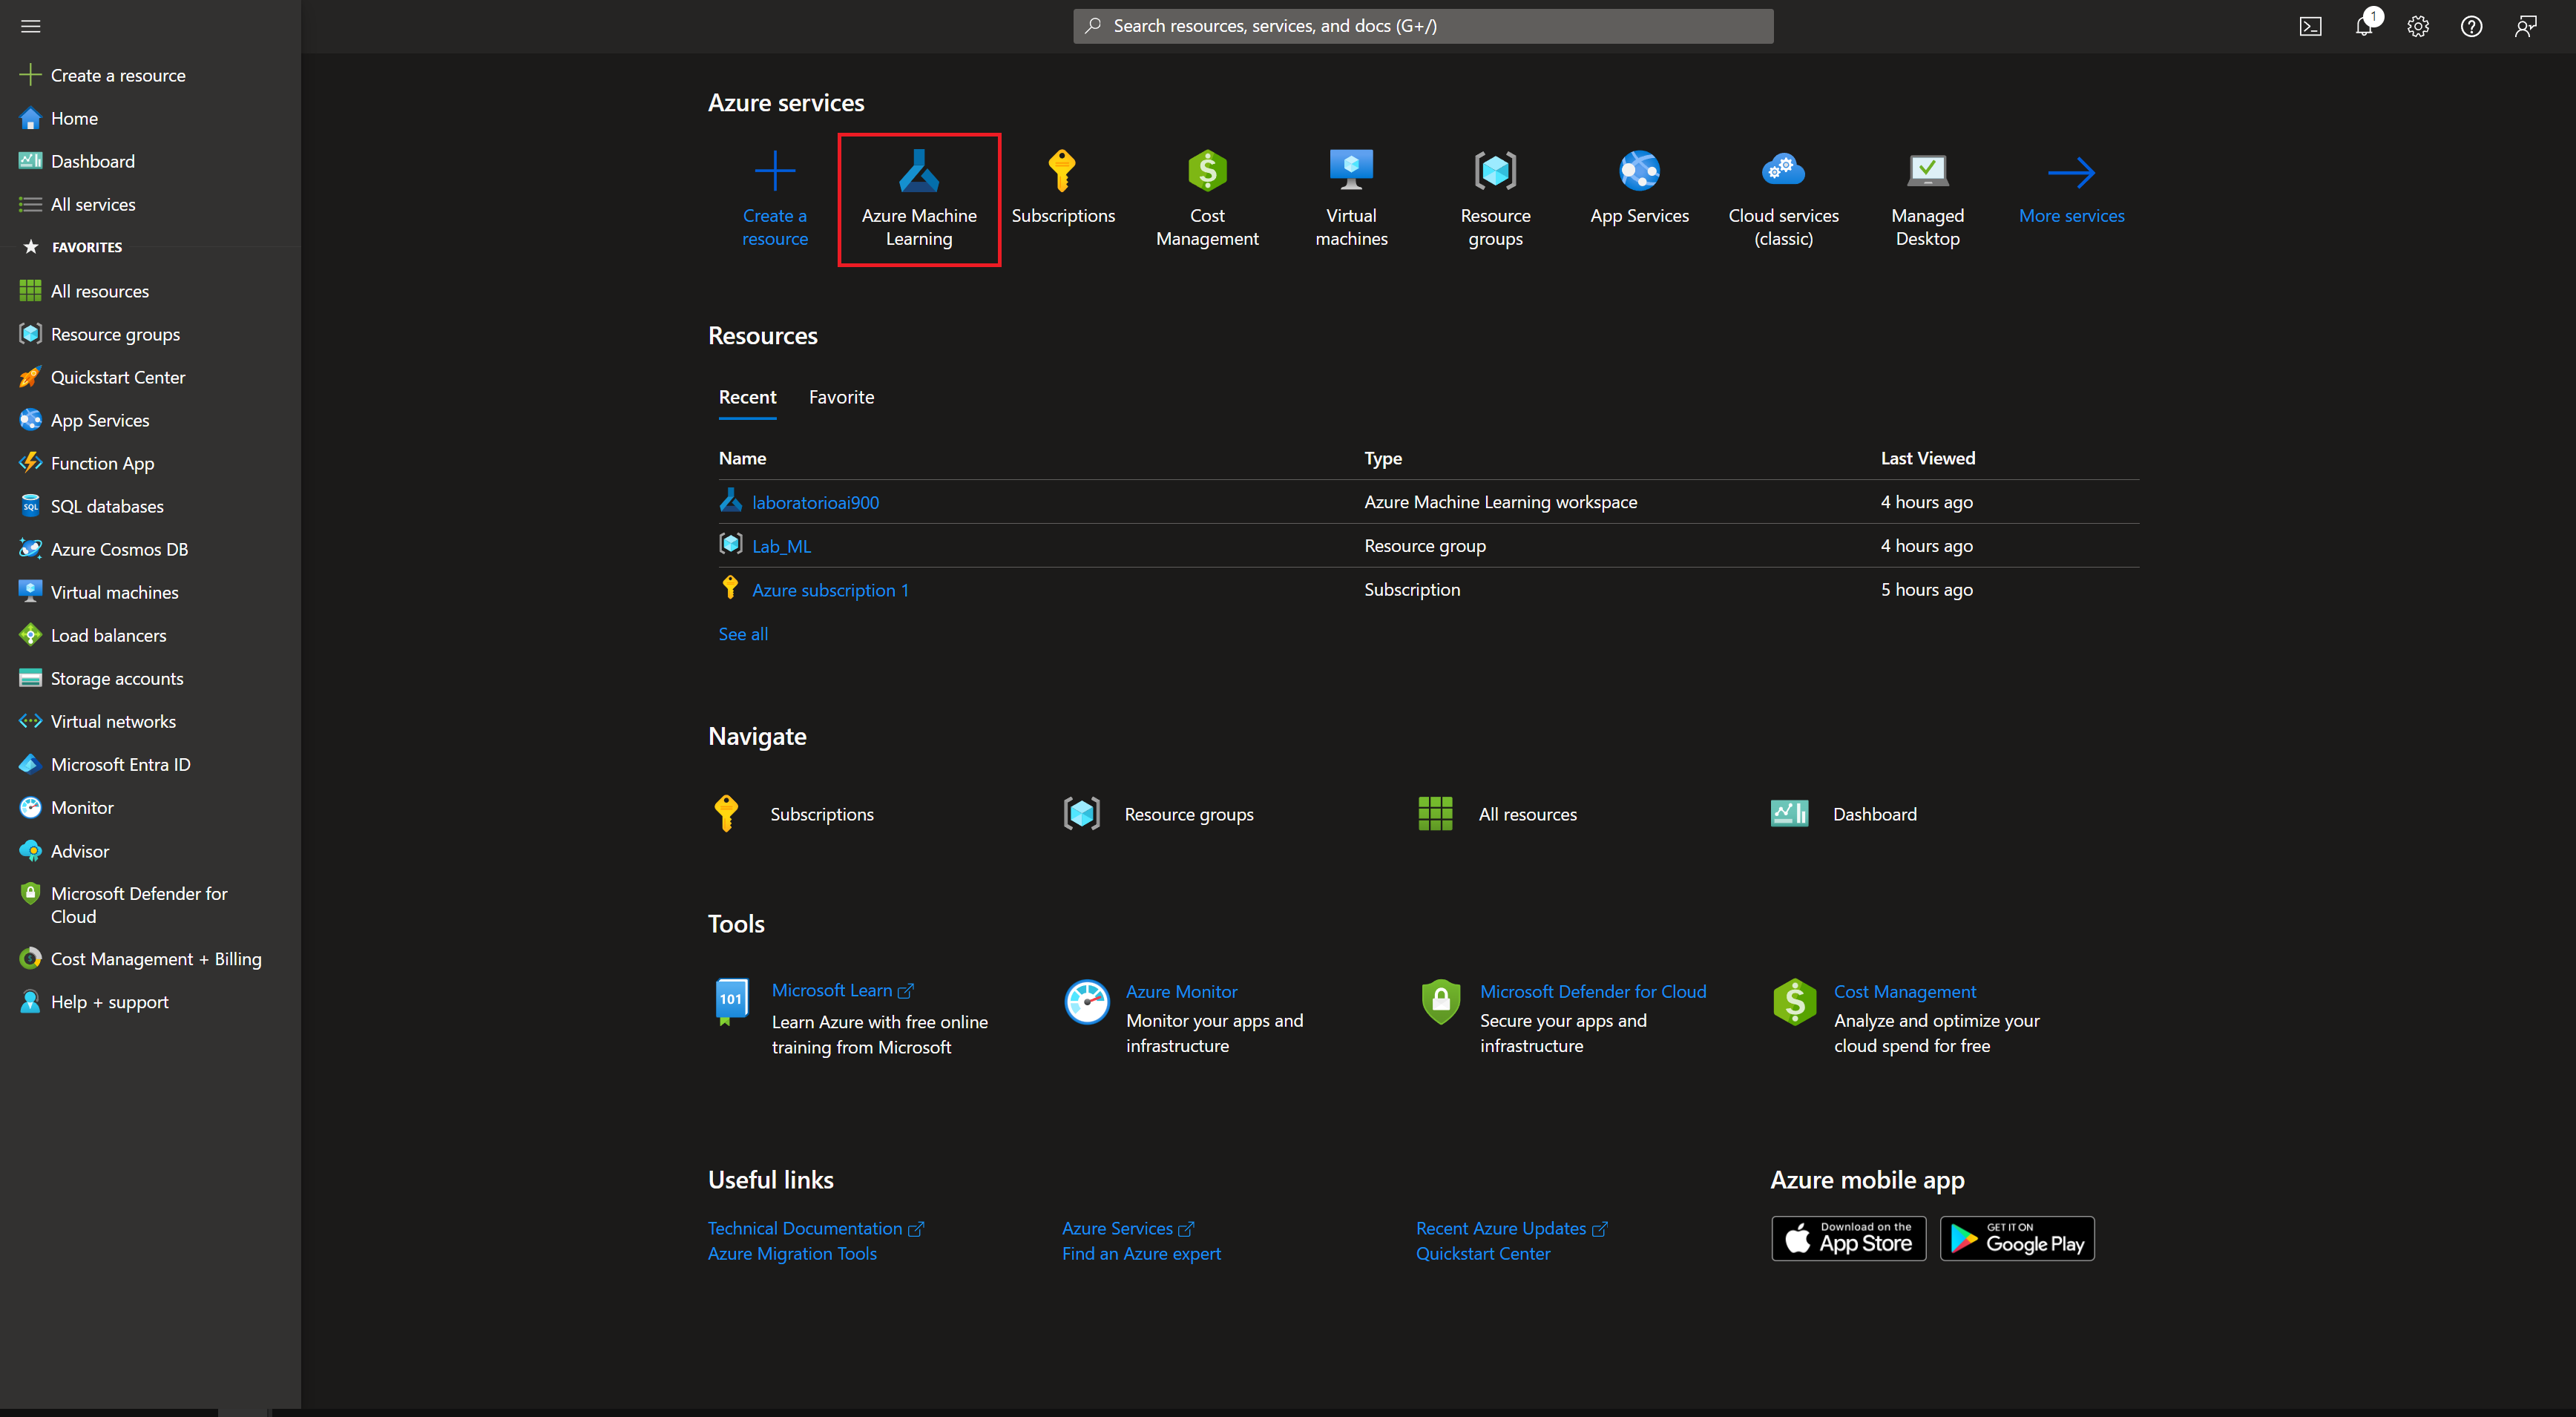 Search resources, services, and docs (G+/)
1
Create a resource
Home
Dashboard
All services
FAVORITES
All resources
Resource groups
Quickstart Center
App Services
Function App
SQL databases
Azure Cosmos DB
Virtual machines
Load balancers
Storage accounts
Virtual networks
Microsoft Entra ID
Monitor
Advisor
Microsoft Defender for
Cloud
Cost Management + Billing
Help + support
Azure services
Create a
resource
Azure Machine
Learning
Subscriptions
Cost
Management
Virtual
machines
Resource
groups
App Services
Cloud services
(classic)
Managed
Desktop
More services
Resources
Recent Favorite
Name Type Last Viewed
laboratorioai900 Azure Machine Learning workspace 4 hours ago
Lab_ML Resource group 4 hours ago
Azure subscription 1 Subscription 5 hours ago
See all
Navigate
Subscriptions Resource groups All resources Dashboard
Tools
101
Microsoft Learn
Learn Azure with free online
training from Microsoft
Azure Monitor
Monitor your apps and
infrastructure
Microsoft Defender for Cloud
Secure your apps and
infrastructure
Cost Management
Analyze and optimize your
cloud spend for free
Useful links
Technical Documentation
Azure Migration Tools
Azure Services
Find an Azure expert
Recent Azure Updates
Quickstart Center
Azure mobile app
Download on the
App Store
GET IT ON
Google Play